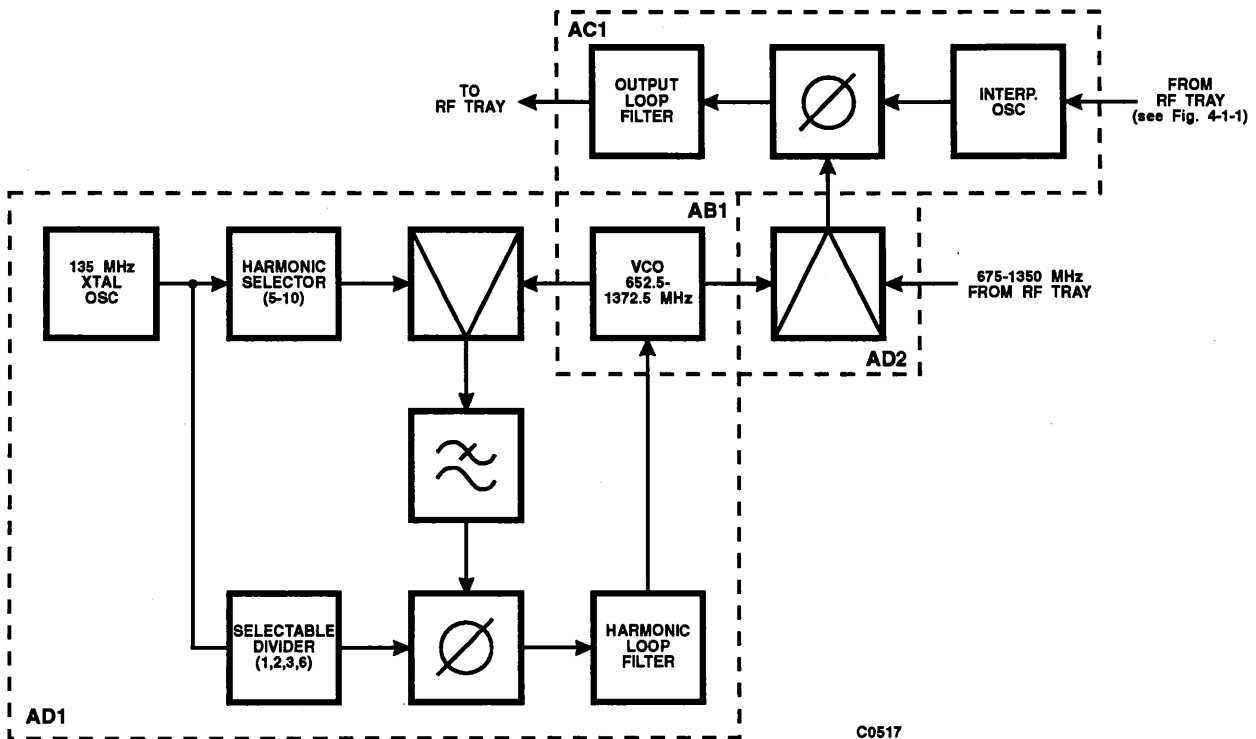 AC1
TO
RF TRAY
OUTPUT
LOOP
FILTER
INTERP.
OSC
FROM
RF TRAY
(see Fig. 4-1-1)
AB1
135 MHz
XTAL
OSC
HARMONIC
SELECTOR
(5-10)
VCO
652.5-
1372.5 MHz
675-1350 MHz
FROM RF TRAY
AD2
SELECTABLE
DIVIDER
(1,2,3,6)
HARMONIC
LOOP
FILTER
AD1
C0517